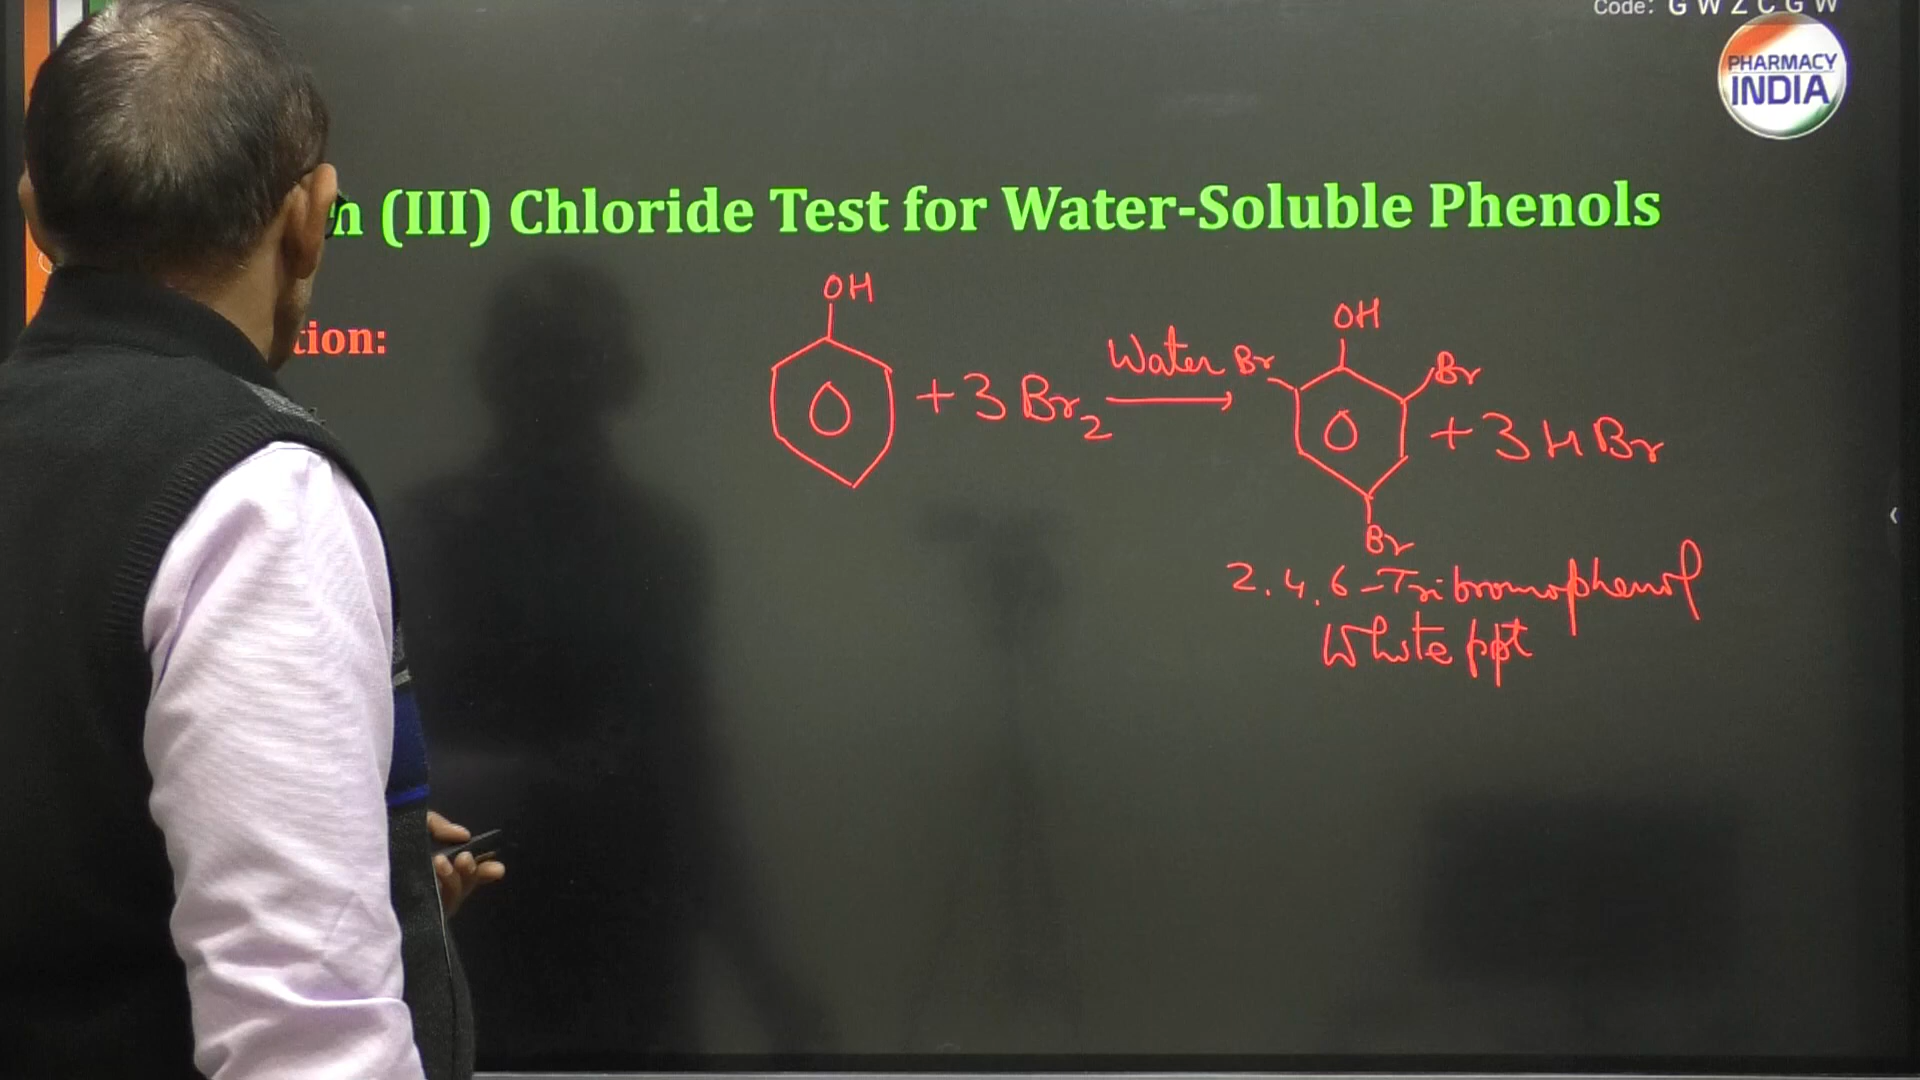 Code: G W Z C G W
PHARMACY
INDIA
(III) Chloride Test for Water-Soluble Phenols
tion:
OH
OH
Water
Br
Br
+ 3 Br2
+ 3 HBr
Br
2.4.6-Tribromophenol
White ppt